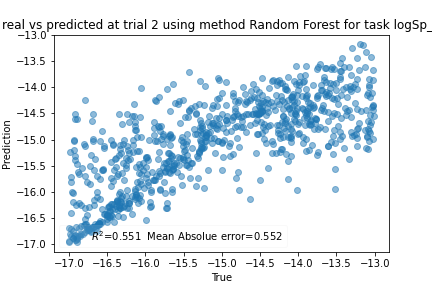 real vs predicted at trial 2 using method Random Forest for task logSp_
−13.0
−13.5
−14.0
−14.5
−15.0
−15.5
−16.0
−16.5
−17.0
Prediction
R²=0.551 Mean Absolue error=0.552
−17.0 −16.5 −16.0 −15.5 −15.0 −14.5 −14.0 −13.5 −13.0
True